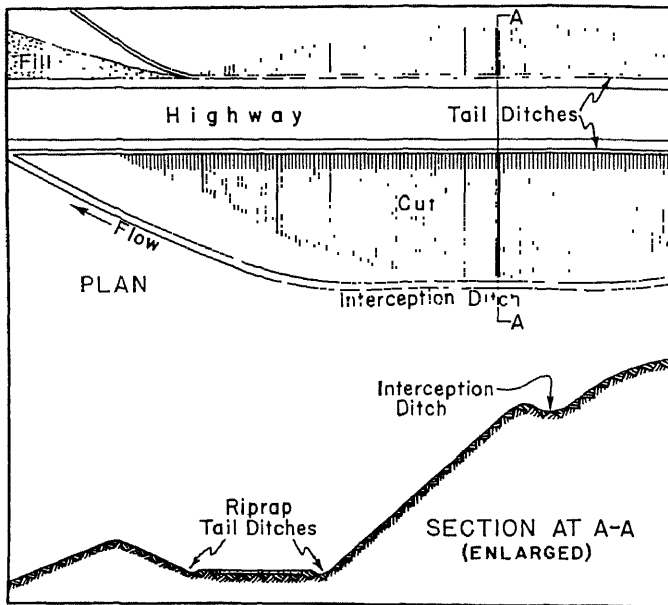 A
Fill
Highway
Tail Ditches
Cut
Flow
PLAN
Interception Ditch
A
Interception
Ditch
Riprap
Tail Ditches
SECTION AT A-A
(ENLARGED)